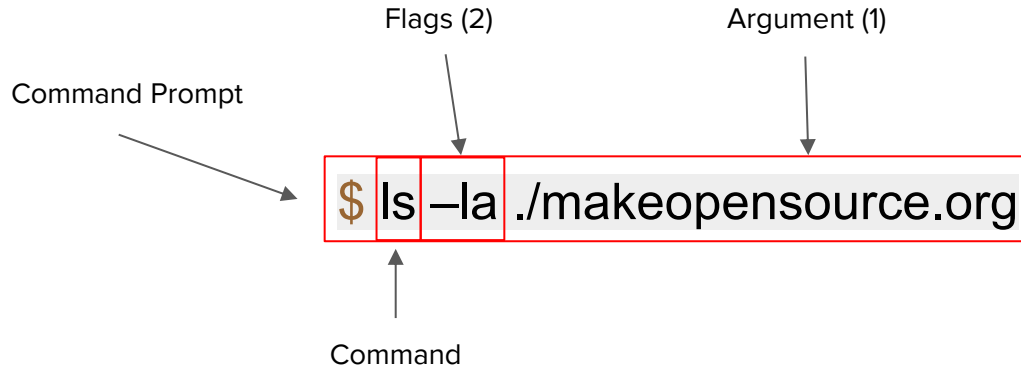 Flags (2)
Argument (1)
Command Prompt
$ ls –la ./makeopensource.org
Command